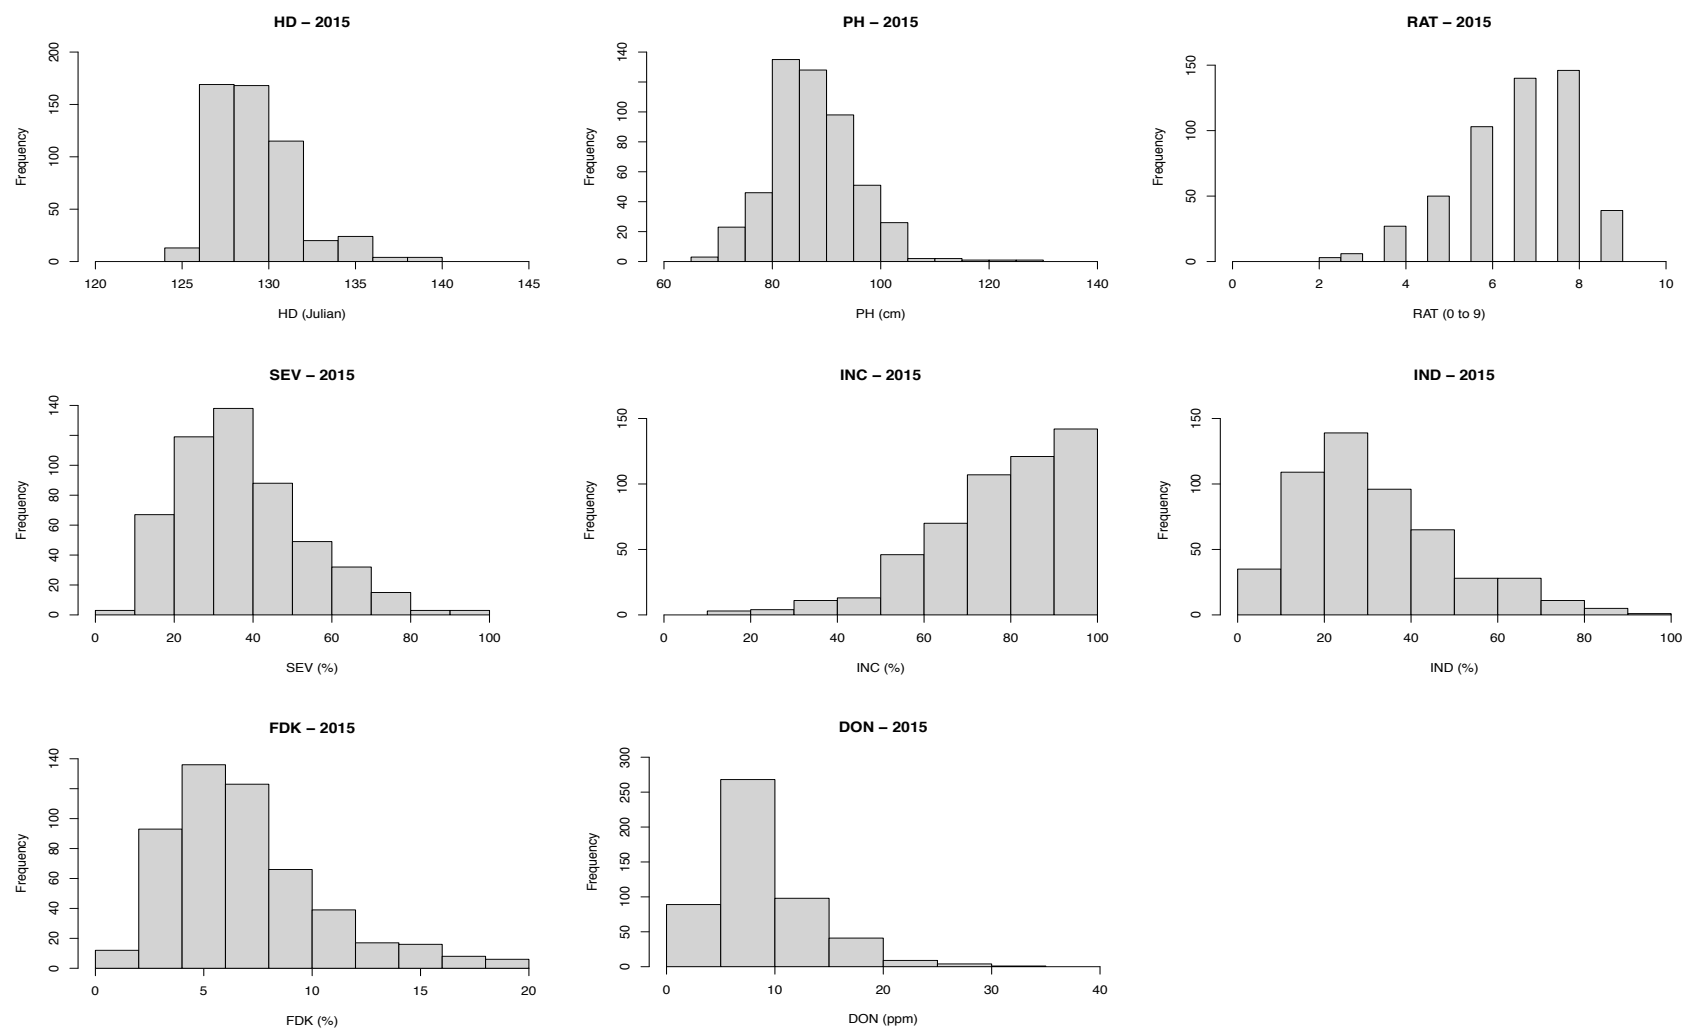 HD – 2015
Frequency
0 50 100 150 200
120 125 130 135 140 145
HD (Julian)
PH – 2015
Frequency
0 20 40 60 80 100 140
60 80 100 120 140
PH (cm)
RAT – 2015
Frequency
0 50 100 150
0 2 4 6 8 10
RAT (0 to 9)
SEV – 2015
Frequency
0 20 40 60 80 100 140
0 20 40 60 80 100
SEV (%)
INC – 2015
Frequency
0 50 100 150
0 20 40 60 80 100
INC (%)
IND – 2015
Frequency
0 50 100 150
0 20 40 60 80 100
IND (%)
FDK – 2015
Frequency
0 20 40 60 80 100 140
0 5 10 15 20
FDK (%)
DON – 2015
Frequency
0 50 100 150 200 250 300
0 10 20 30 40
DON (ppm)